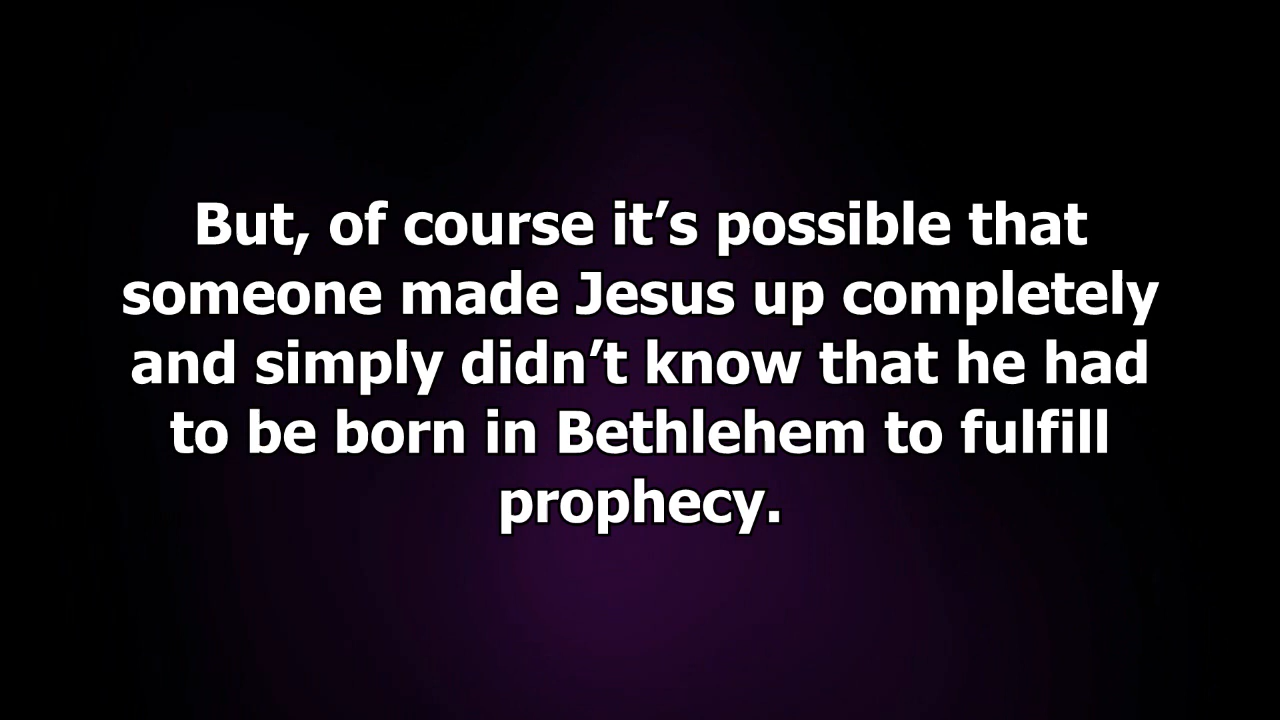 But, of course it’s possible that
someone made Jesus up completely
and simply didn’t know that he had
to be born in Bethlehem to fulfill
prophecy.